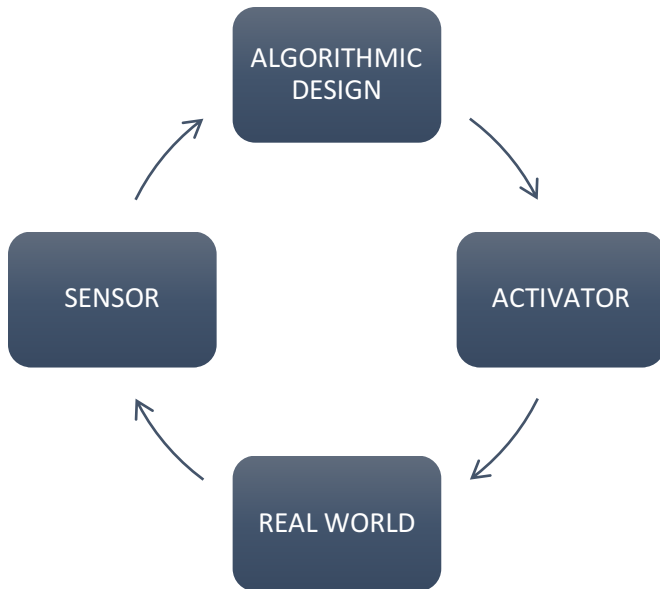 ALGORITHMIC
DESIGN
SENSOR
ACTIVATOR
REAL WORLD